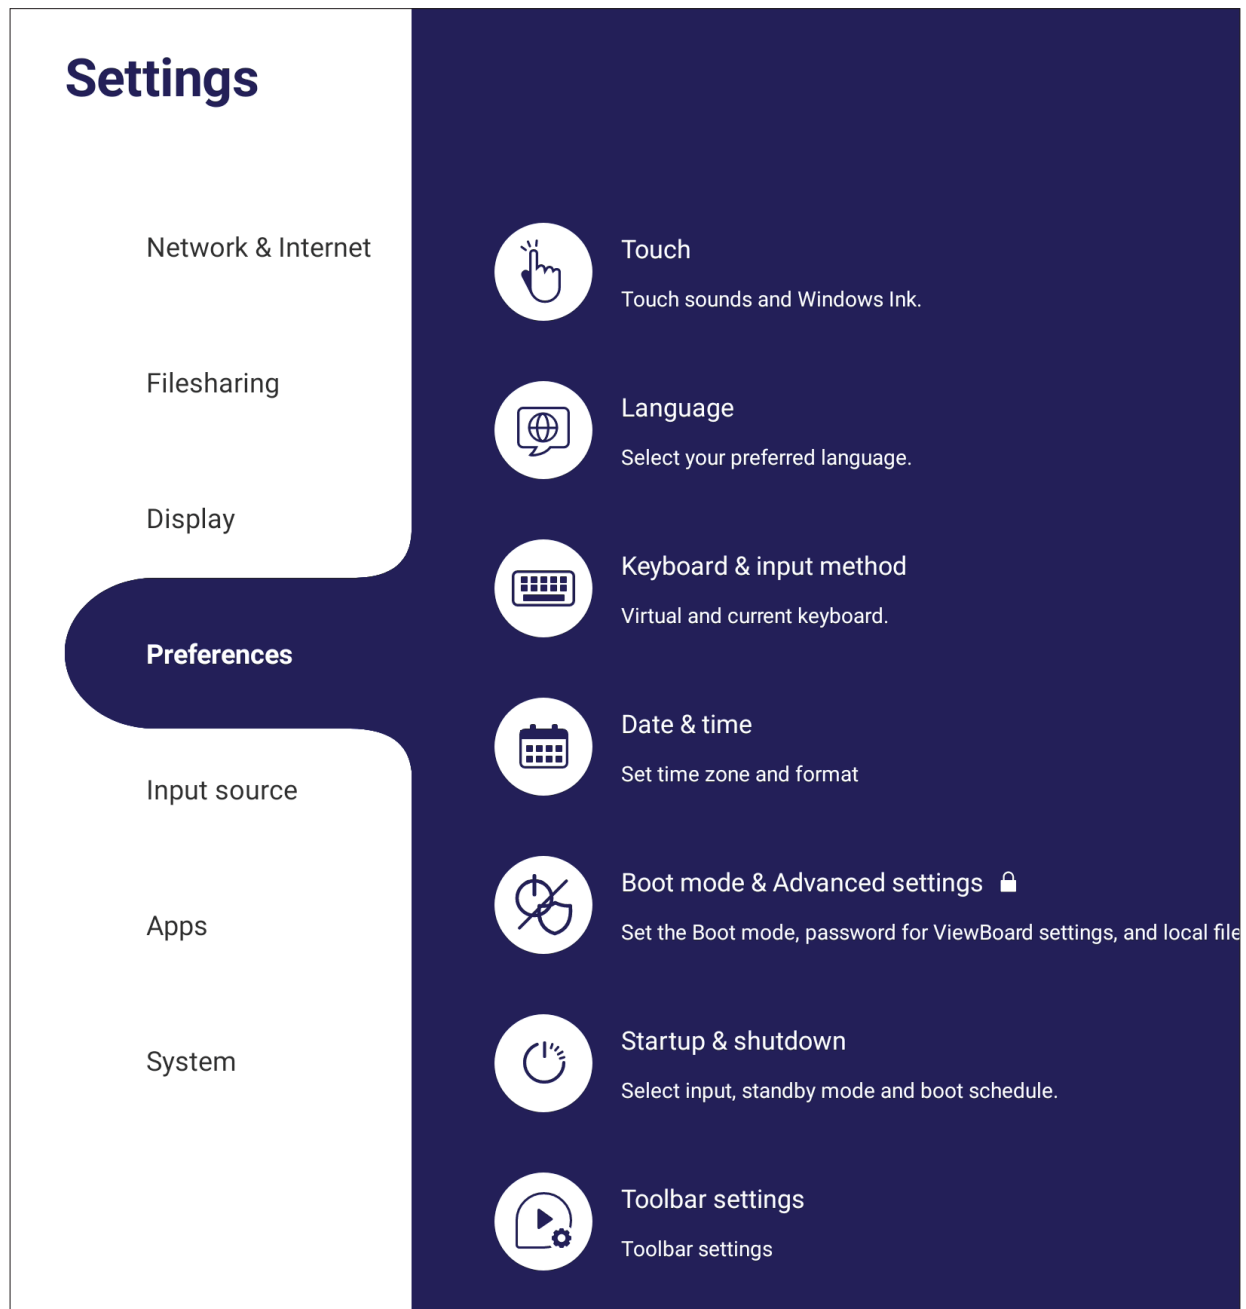 Settings
Network & Internet
Filesharing
Display
Preferences
Input source
Apps
System
Touch
Touch sounds and Windows Ink.
Language
Select your preferred language.
Keyboard & input method
Virtual and current keyboard.
Date & time
Set time zone and format
Boot mode & Advanced settings
Set the Boot mode, password for ViewBoard settings, and local file
Startup & shutdown
Select input, standby mode and boot schedule.
Toolbar settings
Toolbar settings